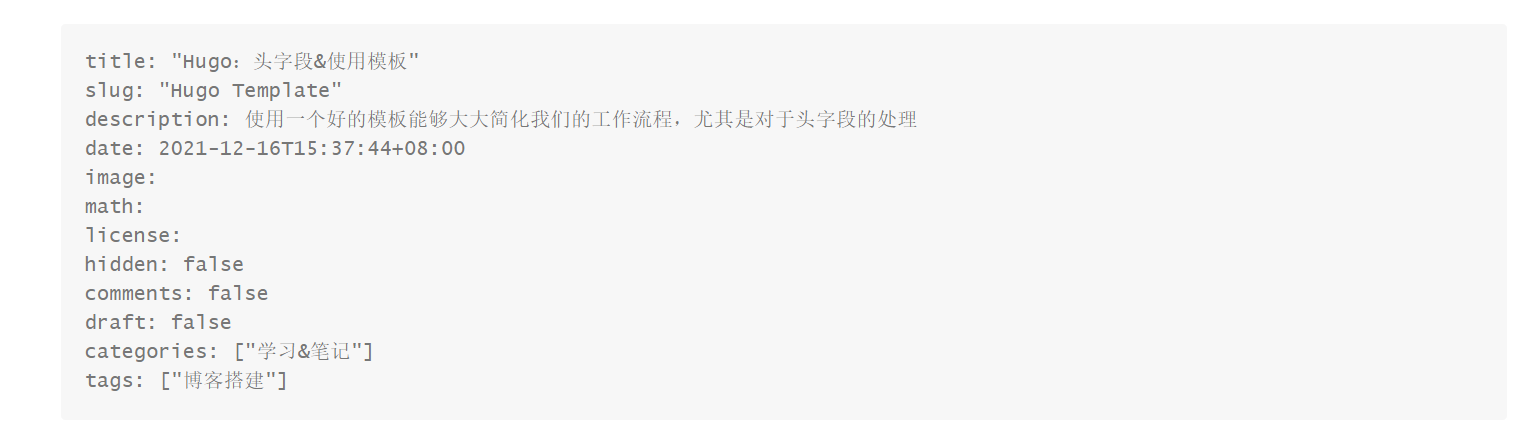 title: "Hugo：头字段&使用模板"
slug: "Hugo Template"
description: 使用一个好的模板能够大大简化我们的工作流程，尤其是对于头字段的处理
date: 2021-12-16T15:37:44+08:00
image:
math:
license:
hidden: false
comments: false
draft: false
categories: ["学习&笔记"]
tags: ["博客搭建"]